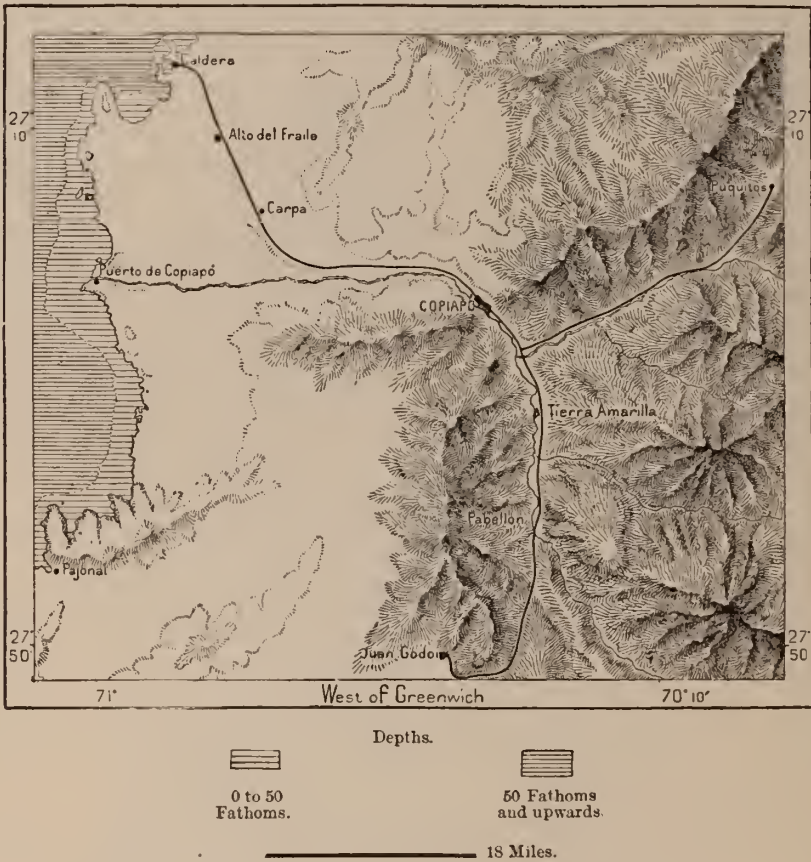 Caldera
27°
10'
27°
10
Alto del Fraile
Puquitos
Carpa
Puerto de Copiapó
COPIAPÓ
Tierra Amarilla
Pabellon
Pajonal
27°
50'
27°
50
Juan Godoi
71°
West of Greenwich
70°10'
Depths.
0 to 50
Fathoms.
50 Fathoms
and upwards.
18 Miles.